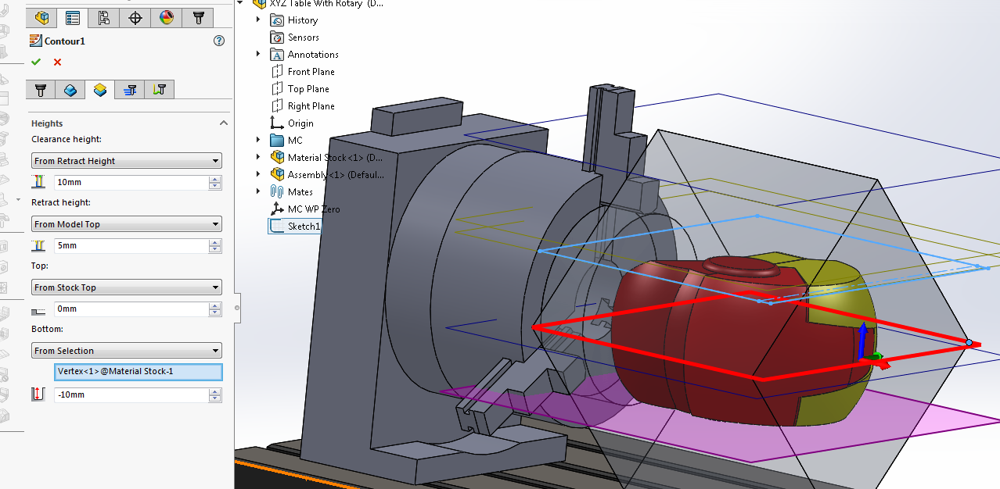 Contour1
Heights
Clearance height:
From Retract Height
10mm
Retract height:
From Model Top
5mm
Top:
From Stock Top
0mm
Bottom:
From Selection
Vertex<1>@Material Stock-1
-10mm
XYZ Table With Rotary (D...
History
Sensors
Annotations
Front Plane
Top Plane
Right Plane
Origin
MC
Material Stock<1> (D...
Assembly<1> (Defaul...
Mates
MC WP Zero
Sketch1